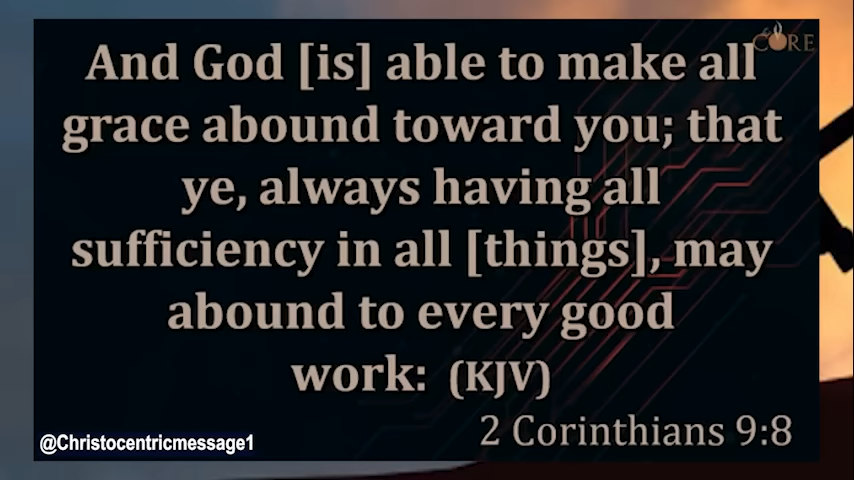 CORE
And God [is] able to make all
grace abound toward you; that
ye, always having all
sufficiency in all [things], may
abound to every good
work: (KJV)
2 Corinthians 9:8
@Christocentricmessage1